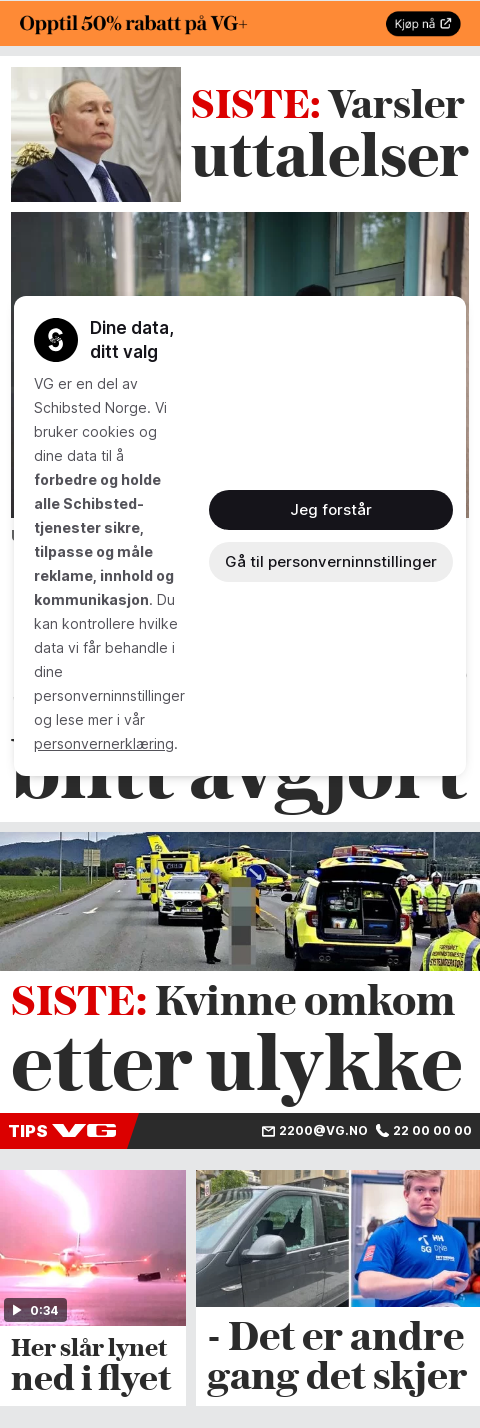 Opptil 50% rabatt på VG+
Kjøp nå
SISTE: Varsler
uttalelser
Dine data,
ditt valg
VG er en del av
Schibsted Norge. Vi
bruker cookies og
dine data til å
forbedre og holde
alle Schibsted-
tjenester sikre,
tilpasse og måle
reklame, innhold og
kommunikasjon. Du
kan kontrollere hvilke
data vi får behandle i
dine
personverninnstillinger
og lese mer i vår
personvernerklæring.
Jeg forstår
Gå til personverninnstillinger
blitt avgjort
SISTE: Kvinne omkom
etter ulykke
TIPS VG
2200@VG.NO
22 00 00 00
0:34
Her slår lynet
ned i flyet
- Det er andre
gang det skjer